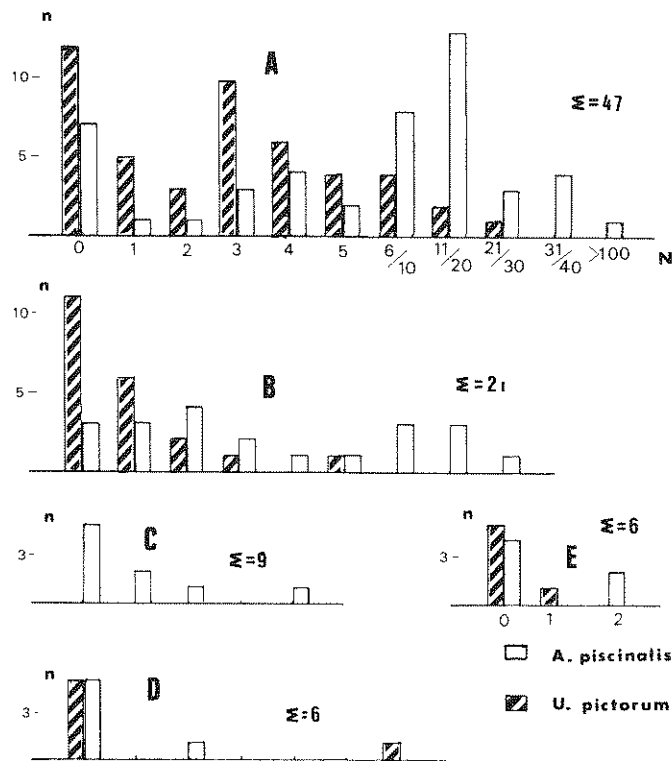 n
A
10
5
Σ=47
0 1 2 3 4 5 6/10 11/20 21/30 31/40 >100 N
n
10
5
B
Σ=21
n
3
C
Σ=9
n
3
E
Σ=6
0 1 2
A. piscinalis
U. pictorum
n
3
D
Σ=6